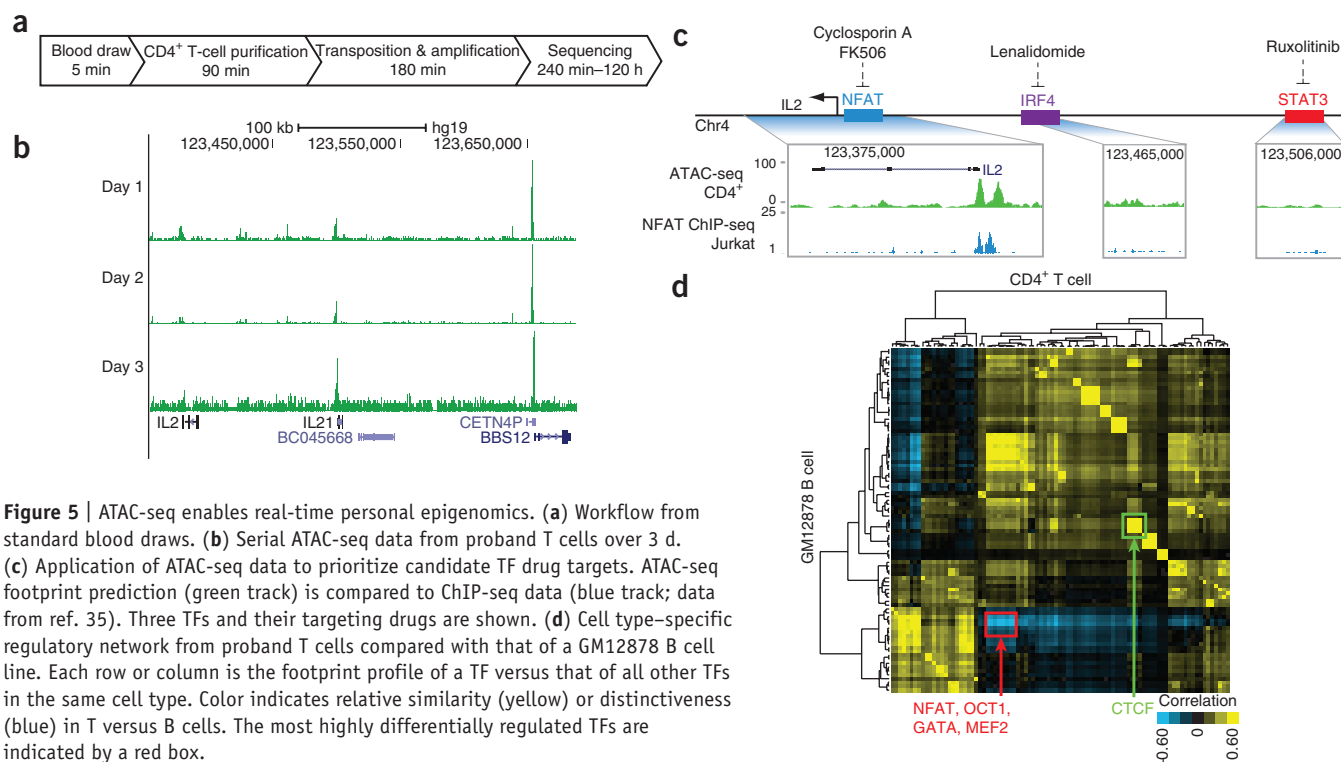 a
Blood draw
5 min
CD4+ T-cell purification
90 min
Transposition & amplification
180 min
Sequencing
240 min–120 h
b
100 kb
hg19
123,450,000
123,550,000
123,650,000
Day 1
Day 2
Day 3
IL2
IL21
CETN4P
BC045668
BBS12
c
Cyclosporin A
FK506
Lenalidomide
Ruxolitinib
IL2
NFAT
IRF4
STAT3
Chr4
123,375,000
123,465,000
123,506,000
100
ATAC-seq
CD4+
IL2
0
25
NFAT ChIP-seq
Jurkat
1
d
CD4+ T cell
GM12878 B cell
NFAT, OCT1,
GATA, MEF2
CTCF
Correlation
-0.60
0
0.60
Figure 5 | ATAC-seq enables real-time personal epigenomics. (a) Workflow from
standard blood draws. (b) Serial ATAC-seq data from proband T cells over 3 d.
(c) Application of ATAC-seq data to prioritize candidate TF drug targets. ATAC-seq
footprint prediction (green track) is compared to ChIP-seq data (blue track; data
from ref. 35). Three TFs and their targeting drugs are shown. (d) Cell type–specific
regulatory network from proband T cells compared with that of a GM12878 B cell
line. Each row or column is the footprint profile of a TF versus that of all other TFs
in the same cell type. Color indicates relative similarity (yellow) or distinctiveness
(blue) in T versus B cells. The most highly differentially regulated TFs are
indicated by a red box.